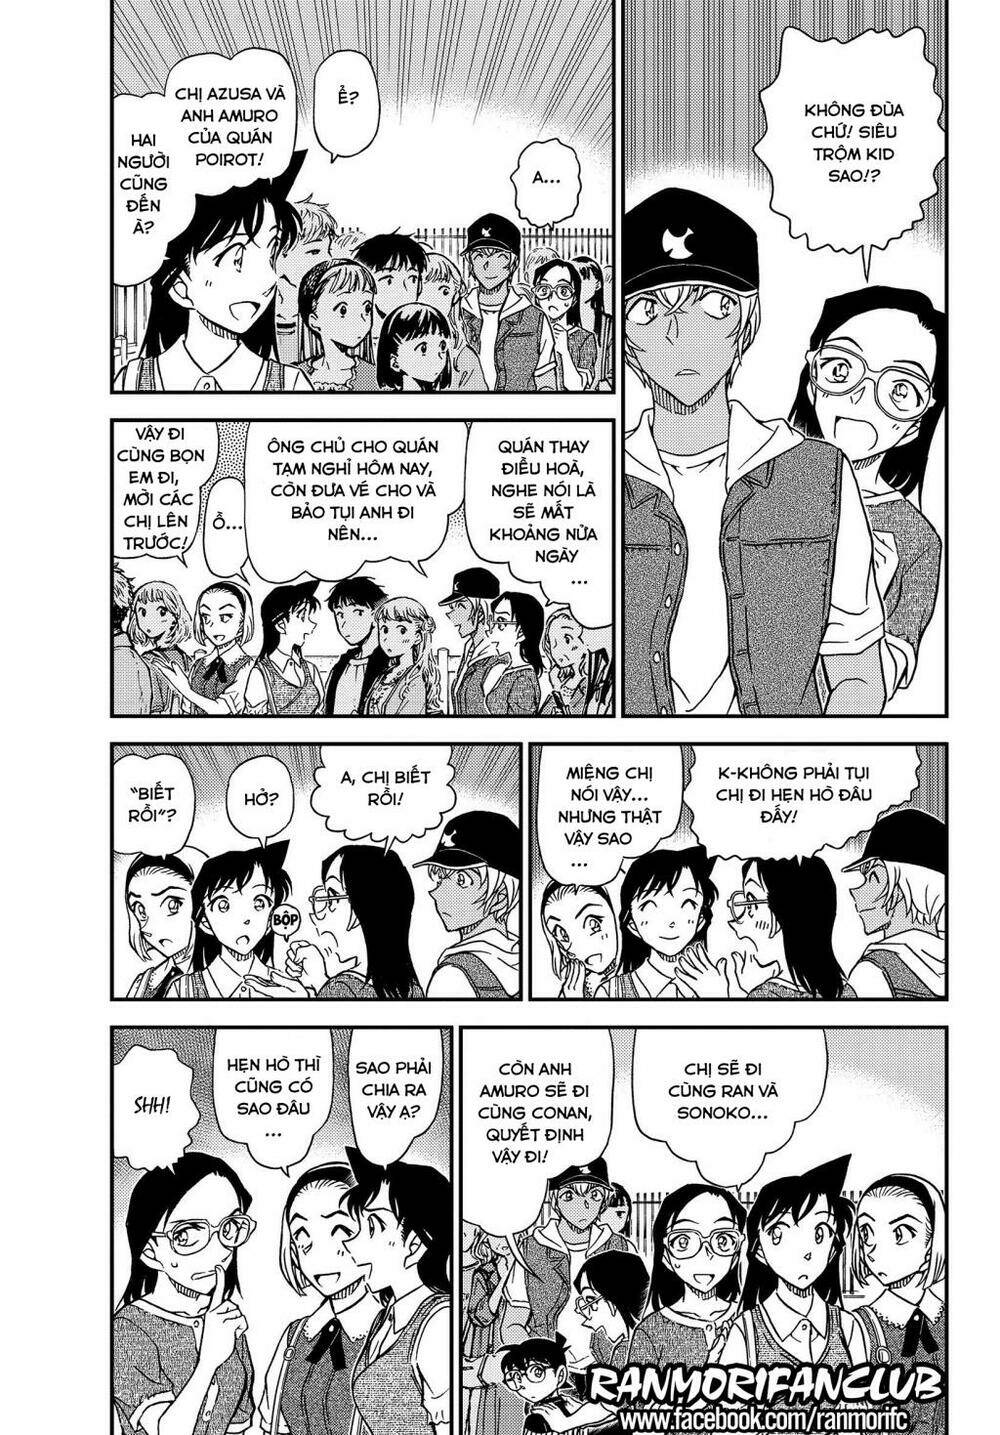 KHÔNG ĐÙA
CHỨ! SIÊU
TRỘM KID
SAO!?
A...
Ể?
CHỊ AZUSA VÀ
ANH AMURO
CỦA QUÁN
POIROT!
HAI
NGƯỜI
CŨNG
ĐẾN
À?
QUÁN THAY
ĐIỀU HOÀ,
NGHE NÓI LÀ
SẼ MẤT
KHOẢNG NỬA
NGÀY
...
ÔNG CHỦ CHO QUÁN
TẠM NGHỈ HÔM NAY,
CÒN ĐƯA VÉ CHO VÀ
BẢO TỤI ANH ĐI
NÊN...
Ồ...
VẬY ĐI
CÙNG BỌN
EM ĐI,
MỜI CÁC
CHỊ LÊN
TRƯỚC!
K-KHÔNG PHẢI TỤI
CHỊ ĐI HẸN HÒ ĐÂU
ĐẤY!
MIỆNG CHỊ
NÓI VẬY...
NHƯNG THẬT
VẬY SAO
...
A, CHỊ BIẾT
RỒI!
HỞ?
BỘP
"BIẾT
RỒI"?
CHỊ SẼ ĐI
CÙNG RAN VÀ
SONOKO...
CÒN ANH
AMURO SẼ ĐI
CÙNG CONAN,
QUYẾT ĐỊNH
VẬY ĐI!
SAO PHẢI
CHIA RA
VẬY Ạ?
HẸN HÒ THÌ
CŨNG CÓ
SAO ĐÂU
...
SHH!
RANMORIFANCLUB
www.facebook.com/ranmorifc